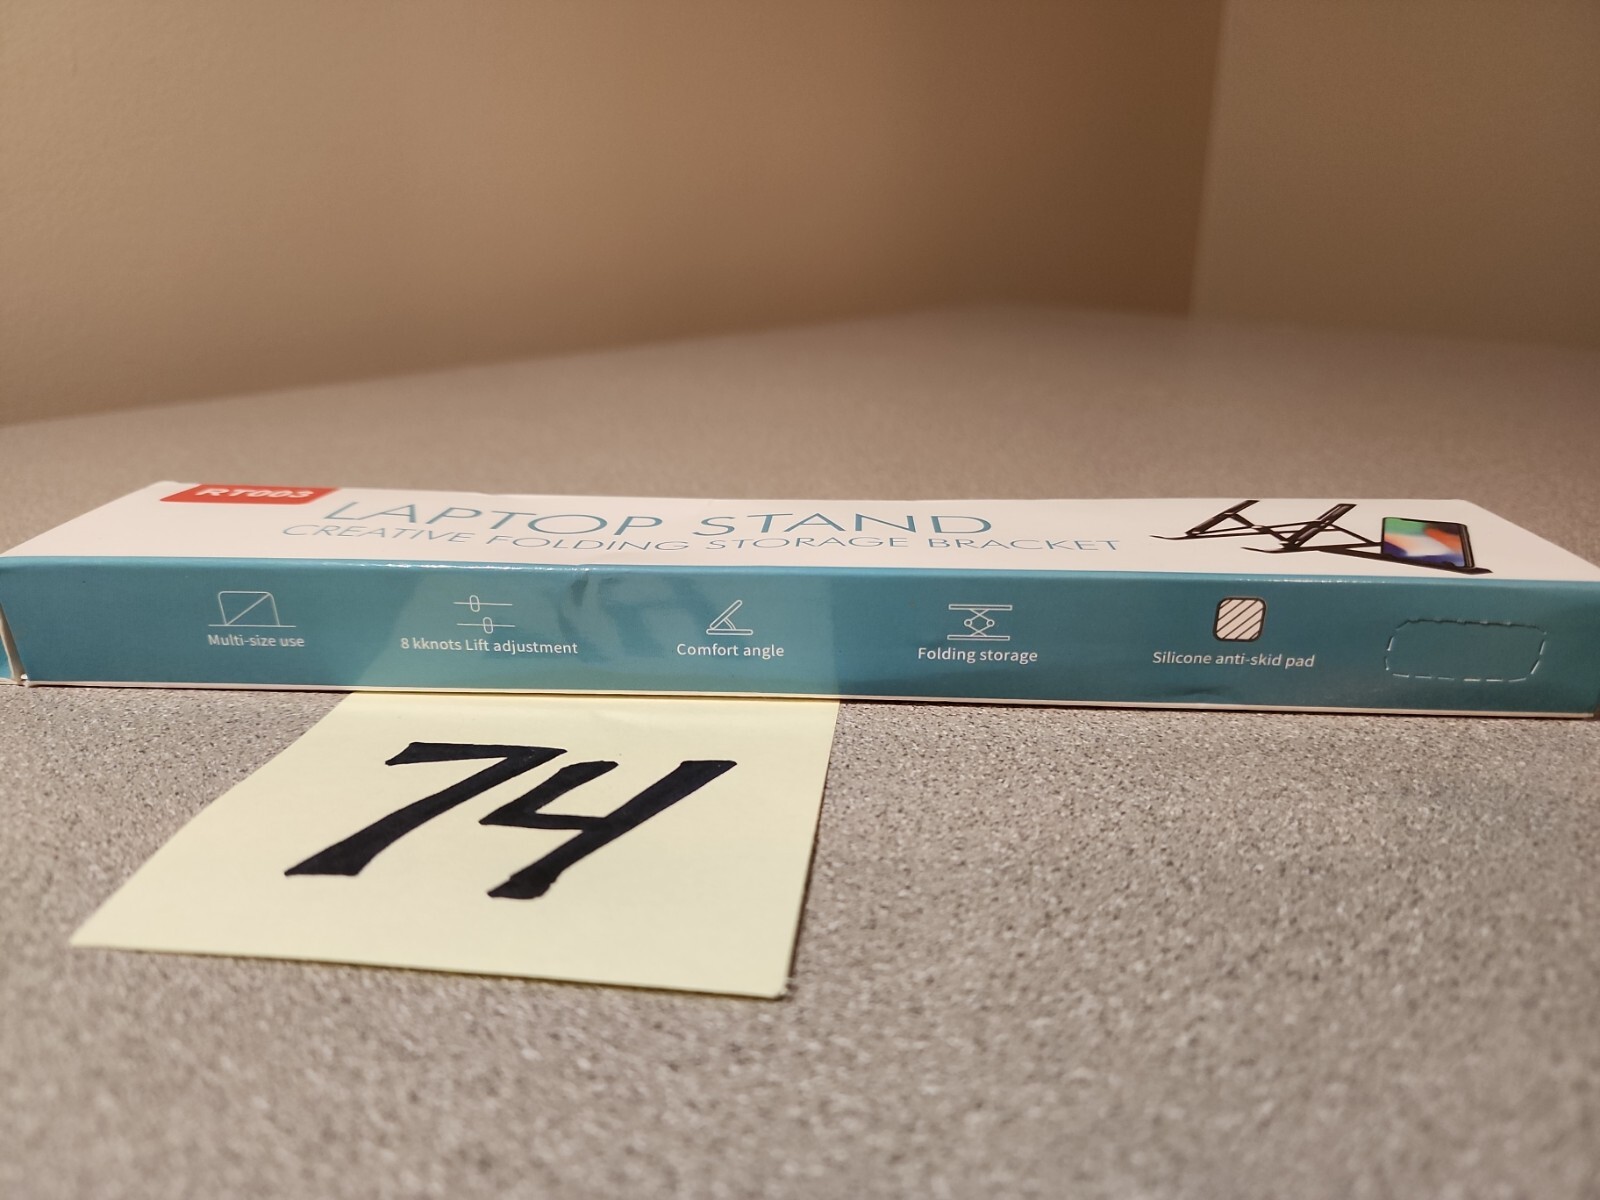 RT003
LAPTOP STAND
CREATIVE FOLDING STORAGE BRACKET
Multi-size use
8 kknots Lift adjustment
Comfort angle
Folding storage
Silicone anti-skid pad
74